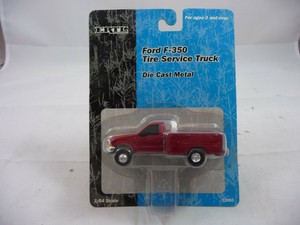 ERTL
For ages 3 and over
Ford F-350
Tire Service Truck
Die Cast Metal
1/64 Scale